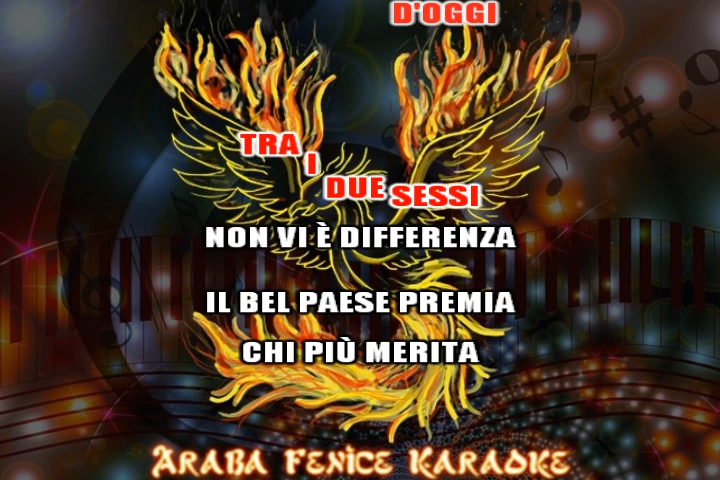 D'OGGI
TRA I DUE SESSI
NON VI È DIFFERENZA
IL BEL PAESE PREMIA
CHI PIÙ MERITA
ARABA FENICE KARAOKE